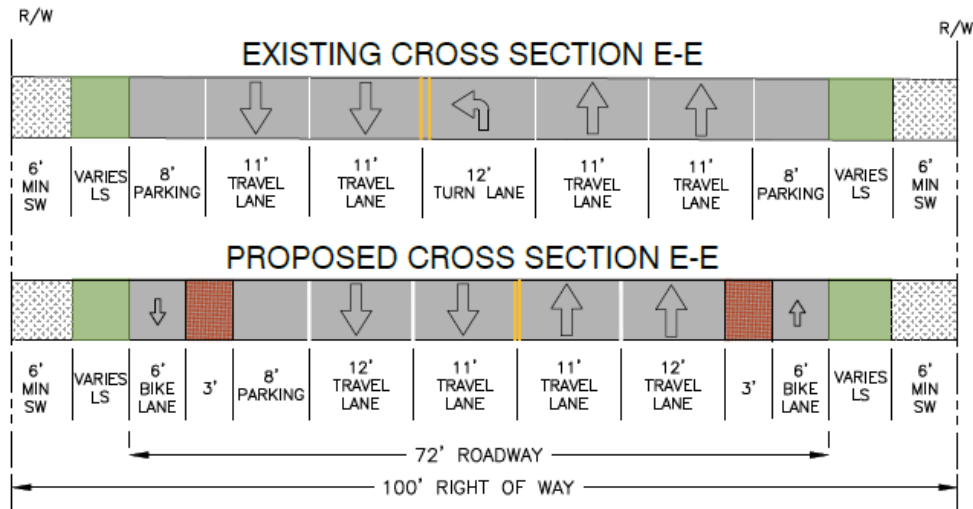 R/W
R/W
EXISTING CROSS SECTION E-E
6'
MIN
SW
VARIES
LS
8'
PARKING
11'
TRAVEL
LANE
11'
TRAVEL
LANE
12'
TURN LANE
11'
TRAVEL
LANE
11'
TRAVEL
LANE
8'
PARKING
VARIES
LS
6'
MIN
SW
PROPOSED CROSS SECTION E-E
6'
MIN
SW
VARIES
LS
6'
BIKE
LANE
3'
8'
PARKING
12'
TRAVEL
LANE
11'
TRAVEL
LANE
11'
TRAVEL
LANE
12'
TRAVEL
LANE
3'
6'
BIKE
LANE
VARIES
LS
6'
MIN
SW
72' ROADWAY
100' RIGHT OF WAY